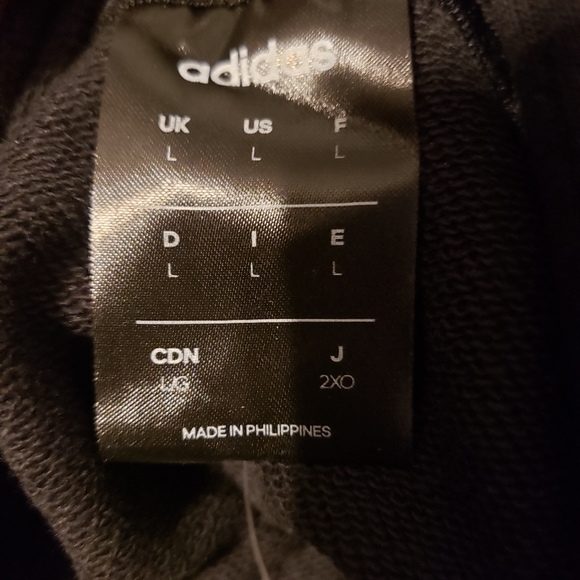 adidas
UK US F
L L L
D I E
L L L
CDN J
L/G 2XO
MADE IN PHILIPPINES